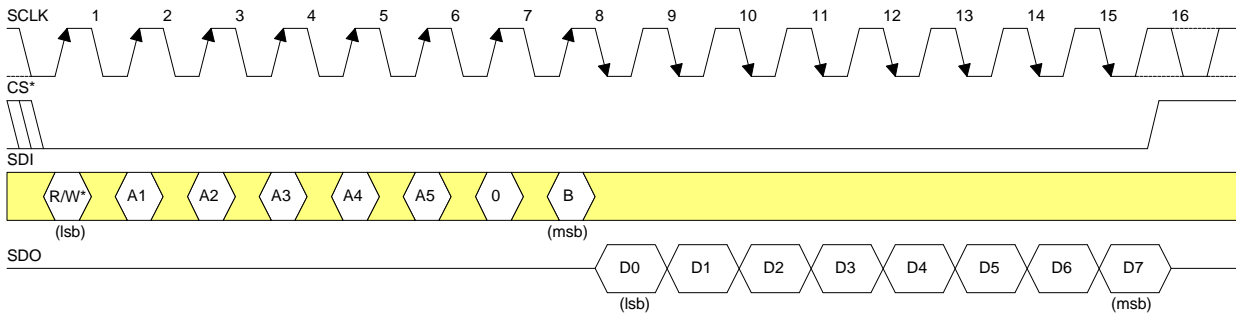 SCLK 1 2 3 4 5 6 7 8 9 10 11 12 13 14 15 16
CS*
SDI
R/W* A1 A2 A3 A4 A5 0 B
(lsb) (msb)
SDO
D0 D1 D2 D3 D4 D5 D6 D7
(lsb) (msb)